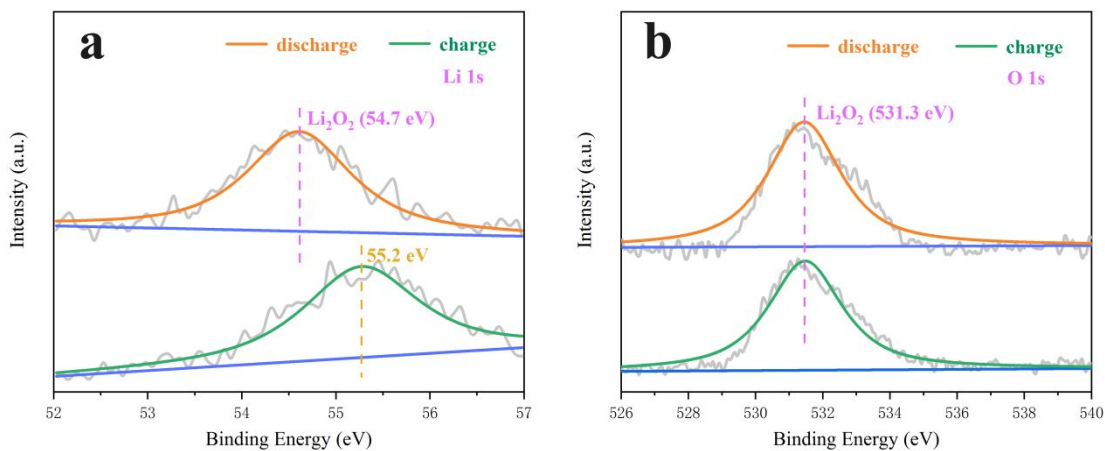 a
discharge charge
Li 1s
Li₂O₂ (54.7 eV)
55.2 eV
Intensity (a.u.)
52 53 54 55 56 57
Binding Energy (eV)
b
discharge charge
O 1s
Li₂O₂ (531.3 eV)
Intensity (a.u.)
526 528 530 532 534 536 538 540
Binding Energy (eV)